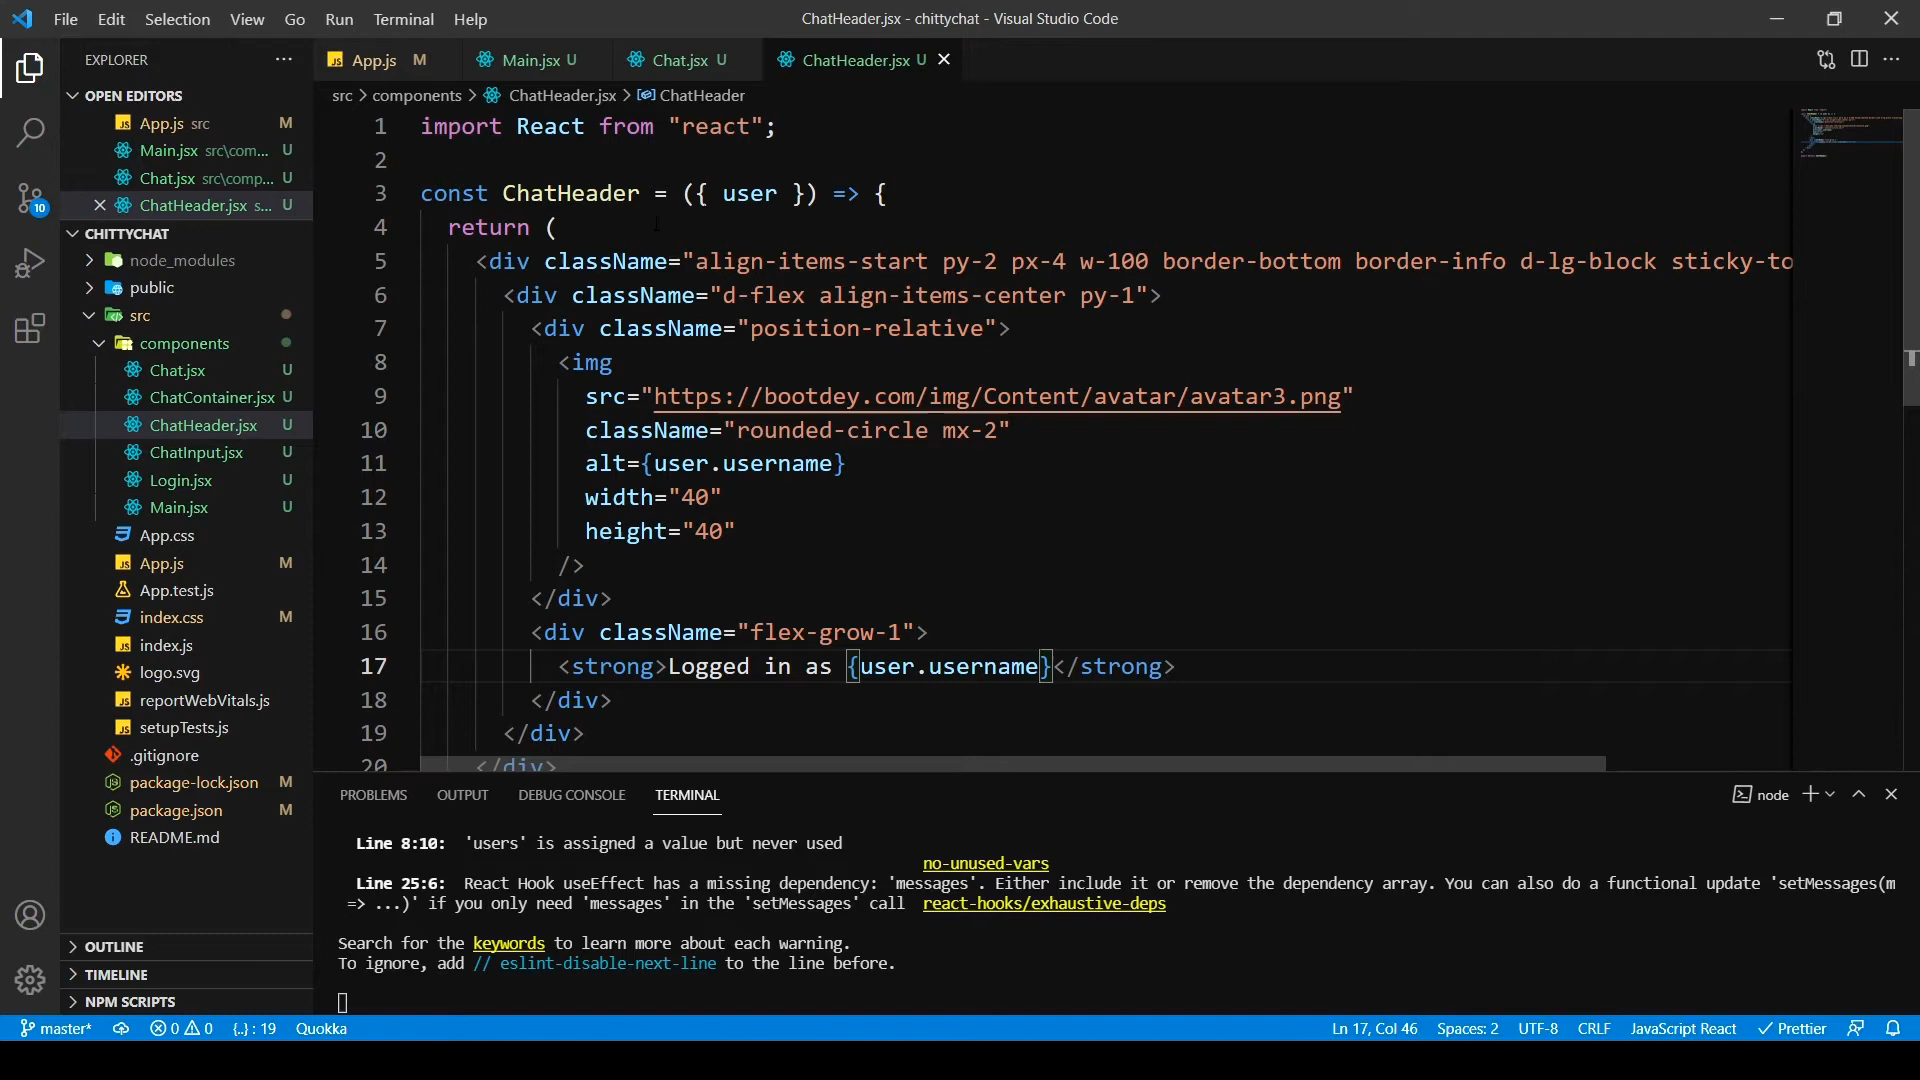 File Edit Selection View Go Run Terminal Help
ChatHeader.jsx - chittychat - Visual Studio Code
EXPLORER
App.js M
Main.jsx U
Chat.jsx U
ChatHeader.jsx U
OPEN EDITORS
App.js src M
Main.jsx src\com... U
Chat.jsx src\comp... U
ChatHeader.jsx s... U
10
CHITTYCHAT
node_modules
public
src
components
Chat.jsx U
ChatContainer.jsx U
ChatHeader.jsx U
ChatInput.jsx U
Login.jsx U
Main.jsx U
App.css
App.js M
App.test.js
index.css M
index.js
logo.svg
reportWebVitals.js
setupTests.js
.gitignore
package-lock.json M
package.json M
README.md
OUTLINE
TIMELINE
NPM SCRIPTS
src > components > ChatHeader.jsx > ChatHeader
1 import React from "react";
2
3 const ChatHeader = ({ user }) => {
4 return (
5 <div className="align-items-start py-2 px-4 w-100 border-bottom border-info d-lg-block sticky-to
6 <div className="d-flex align-items-center py-1">
7 <div className="position-relative">
8 <img
9 src="https://bootdey.com/img/Content/avatar/avatar3.png"
10 className="rounded-circle mx-2"
11 alt={user.username}
12 width="40"
13 height="40"
14 />
15 </div>
16 <div className="flex-grow-1">
17 <strong>Logged in as {user.username}</strong>
18 </div>
19 </div>
20 </div>
PROBLEMS OUTPUT DEBUG CONSOLE TERMINAL
node
Line 8:10: 'users' is assigned a value but never used
no-unused-vars
Line 25:6: React Hook useEffect has a missing dependency: 'messages'. Either include it or remove the dependency array. You can also do a functional update 'setMessages(m
=> ...)' if you only need 'messages' in the 'setMessages' call react-hooks/exhaustive-deps
Search for the keywords to learn more about each warning.
To ignore, add // eslint-disable-next-line to the line before.
master* 0 0 {..} : 19 Quokka
Ln 17, Col 46 Spaces: 2 UTF-8 CRLF JavaScript React Prettier